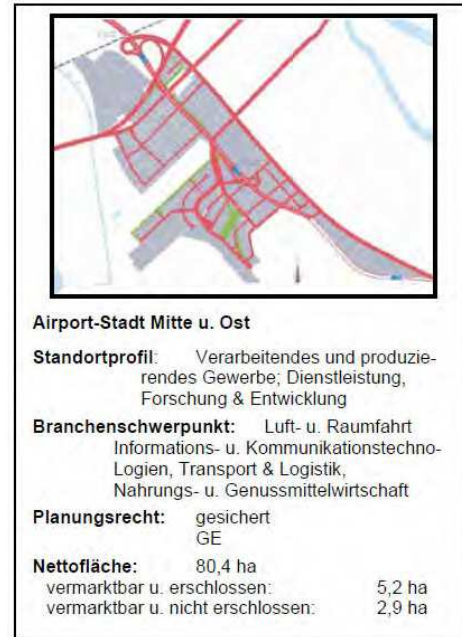 Airport-Stadt Mitte u. Ost
Standortprofil: Verarbeitendes und produzie-
rendes Gewerbe; Dienstleistung,
Forschung & Entwicklung
Branchenschwerpunkt: Luft- u. Raumfahrt
Informations- u. Kommunikationstechno-
Logien, Transport & Logistik,
Nahrungs- u. Genussmittelwirtschaft
Planungsrecht: gesichert
GE
Nettofläche: 80,4 ha
vermarktbar u. erschlossen: 5,2 ha
vermarktbar u. nicht erschlossen: 2,9 ha